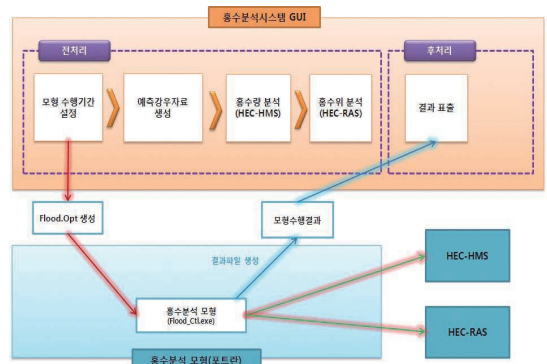 홍수분석시스템 GUI
전처리
후처리
모형 수행기간
설정
예측강우자료
생성
홍수량 분석
(HEC-HMS)
홍수위 분석
(HEC-RAS)
결과 표출
Flood.Opt 생성
모형수행결과
결과파일 생성
HEC-HMS
홍수분석 모형
(Flood_Ctl.exe)
HEC-RAS
홍수분석 모형(포트란)